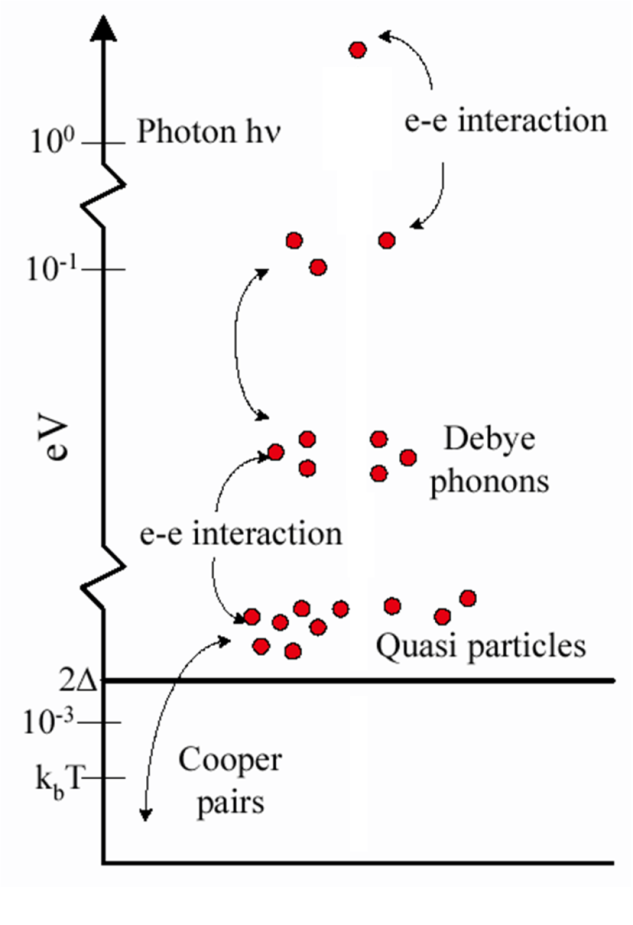 10⁰
Photon hν
e-e interaction
10⁻¹
eV
Debye
phonons
e-e interaction
Quasi particles
2Δ
10⁻³
Cooper
pairs
k_bT